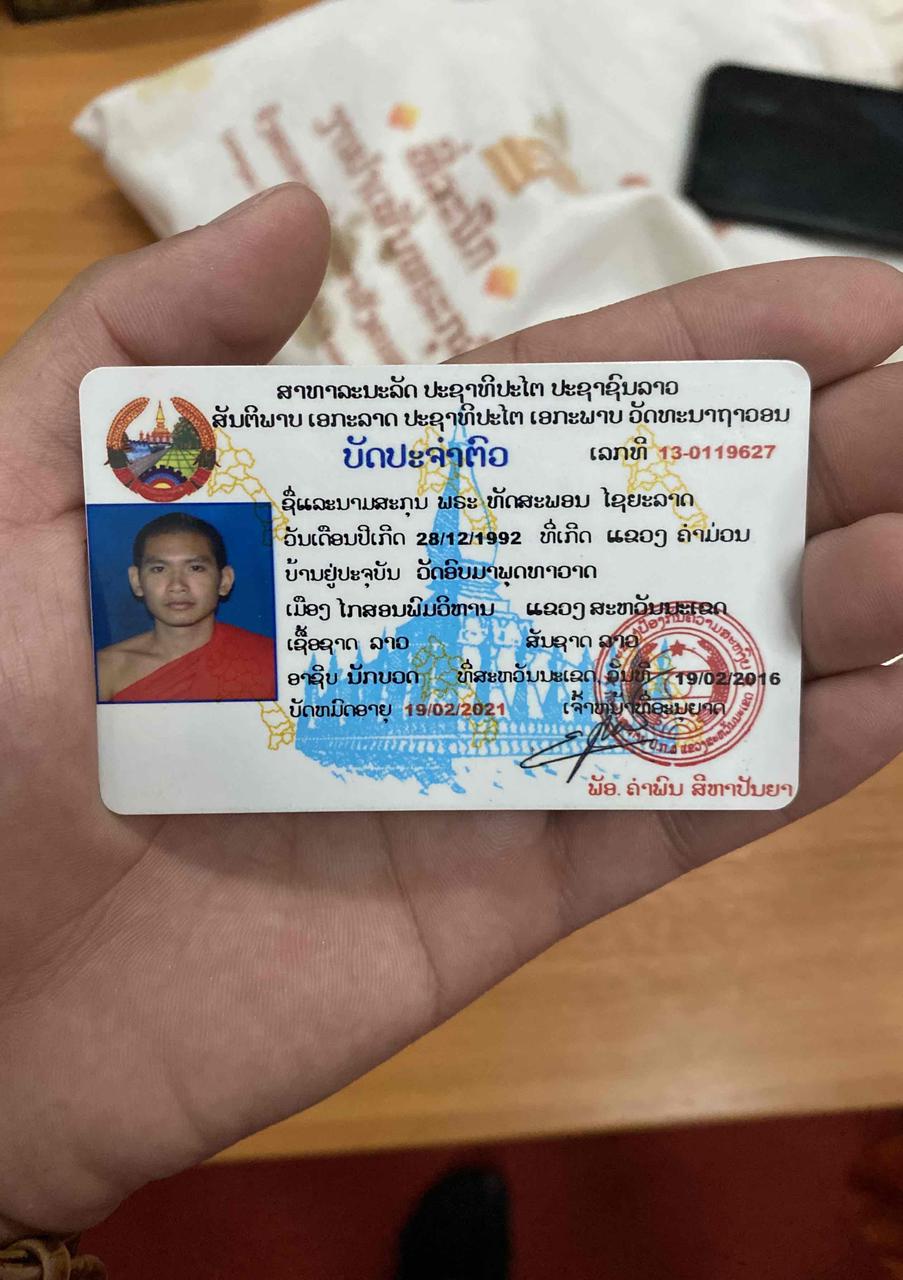 ສາທາລະນະລັດ ປະຊາທິປະໄຕ ປະຊາຊົນລາວ
ສັນຕິພາບ ເອກະລາດ ປະຊາທິປະໄຕ ເອກະພາບ ວັດທະນາຖາວອນ
ບັດປະຈຳຕົວ ເລກທີ 13-0119627
ຊື່ແລະນາມສະກຸນ ພຣະ ທັດສະພອນ ໄຊຍະລາດ
ວັນເດືອນປີເກີດ 28/12/1992 ທີ່ເກີດ ແຂວງ ຄຳມ່ວນ
ບ້ານຢູ່ປະຈຸບັນ ວັດອົບມາພຸດທາວາດ
ເມືອງ ໄກສອນພົມວິຫານ ແຂວງ ສະຫວັນນະເຂດ
ເຊື້ອຊາດ ລາວ ສັນຊາດ ລາວ
ອາຊີບ ນັກບວດ ທີ່ສະຫວັນນະເຂດ, ວັນທີ 19/02/2016
ບັດຫມົດອາຍຸ 19/02/2021 ເຈົ້າຫນ້າທີ່ອະນຸຍາດ
ພັອ. ຄຳພົນ ສີຫາປັນຍາ